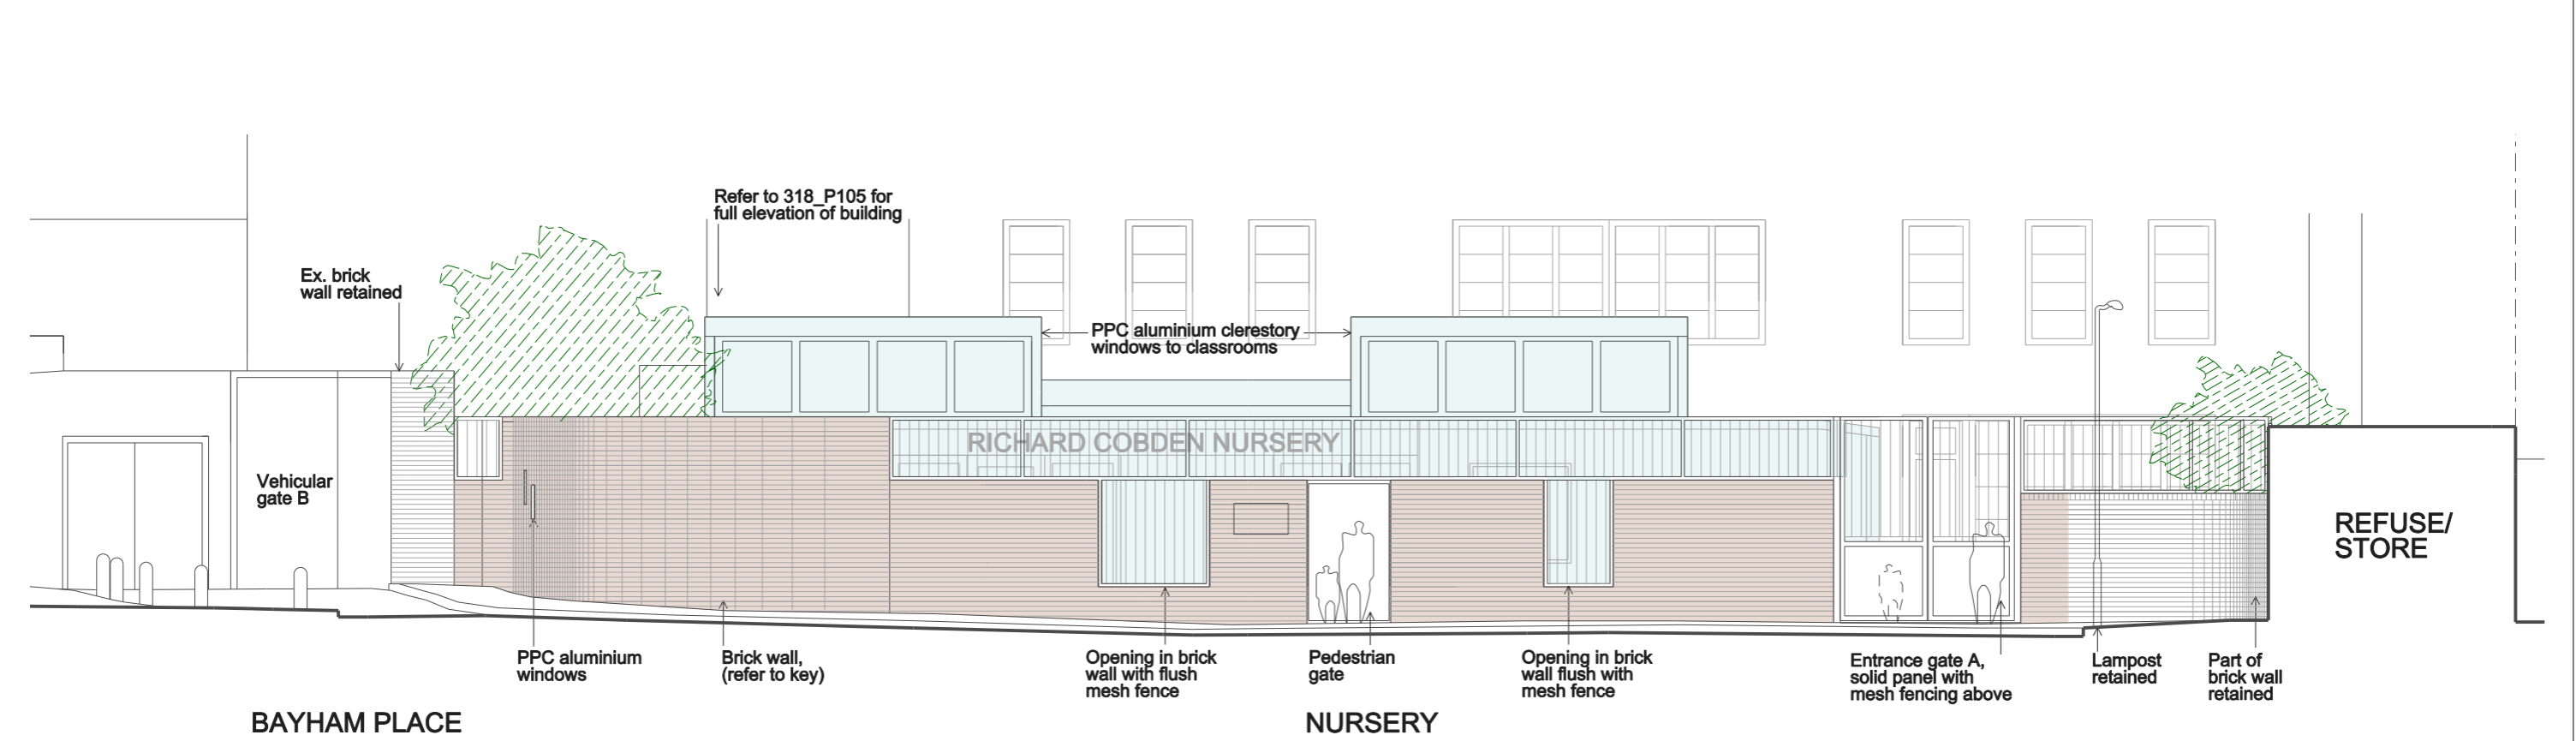 Refer to 318_P105 for
full elevation of building
Ex. brick
wall retained
PPC aluminium clerestory
windows to classrooms
RICHARD COBDEN NURSERY
Vehicular
gate B
REFUSE/
STORE
PPC aluminium
windows
Brick wall,
(refer to key)
Opening in brick
wall with flush
mesh fence
Pedestrian
gate
Opening in brick
wall flush with
mesh fence
Entrance gate A,
solid panel with
mesh fencing above
Lampost
retained
Part of
brick wall
retained
BAYHAM PLACE
NURSERY